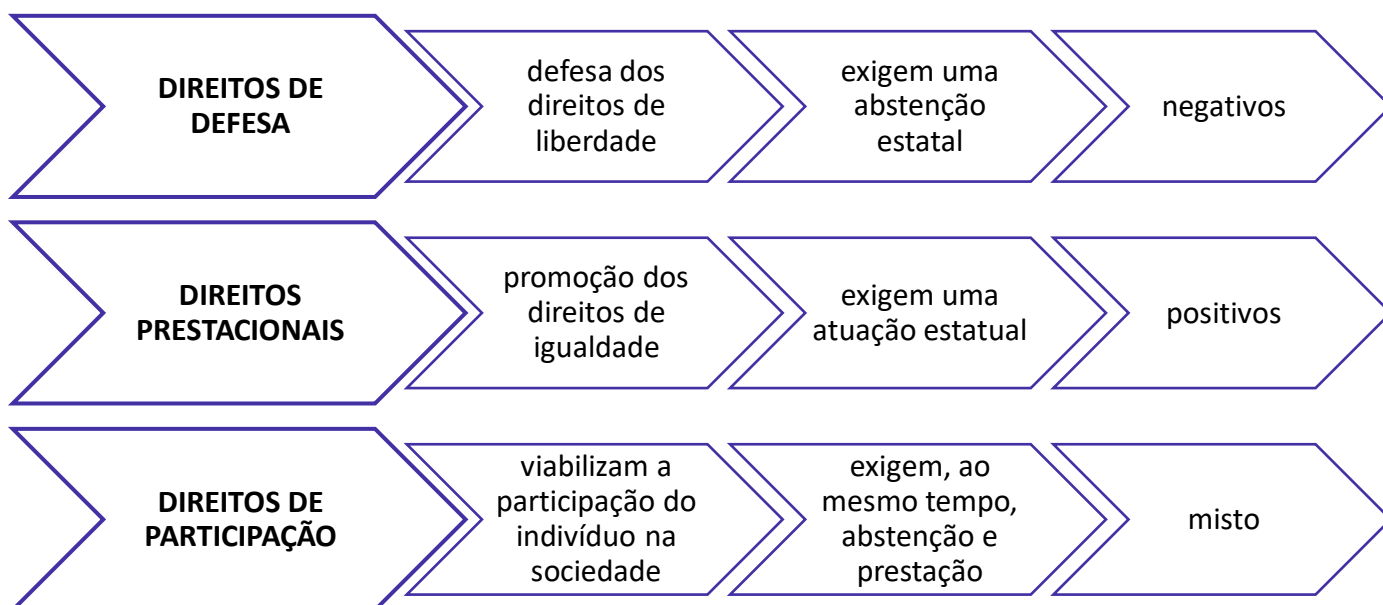 DIREITOS DE
DEFESA
defesa dos
direitos de
liberdade
exigem uma
abstenção
estatal
negativos
DIREITOS
PRESTACIONAIS
promoção dos
direitos de
igualdade
exigem uma
atuação estatual
positivos
DIREITOS DE
PARTICIPAÇÃO
viabilizam a
participação do
indivíduo na
sociedade
exigem, ao
mesmo tempo,
abstenção e
prestação
misto